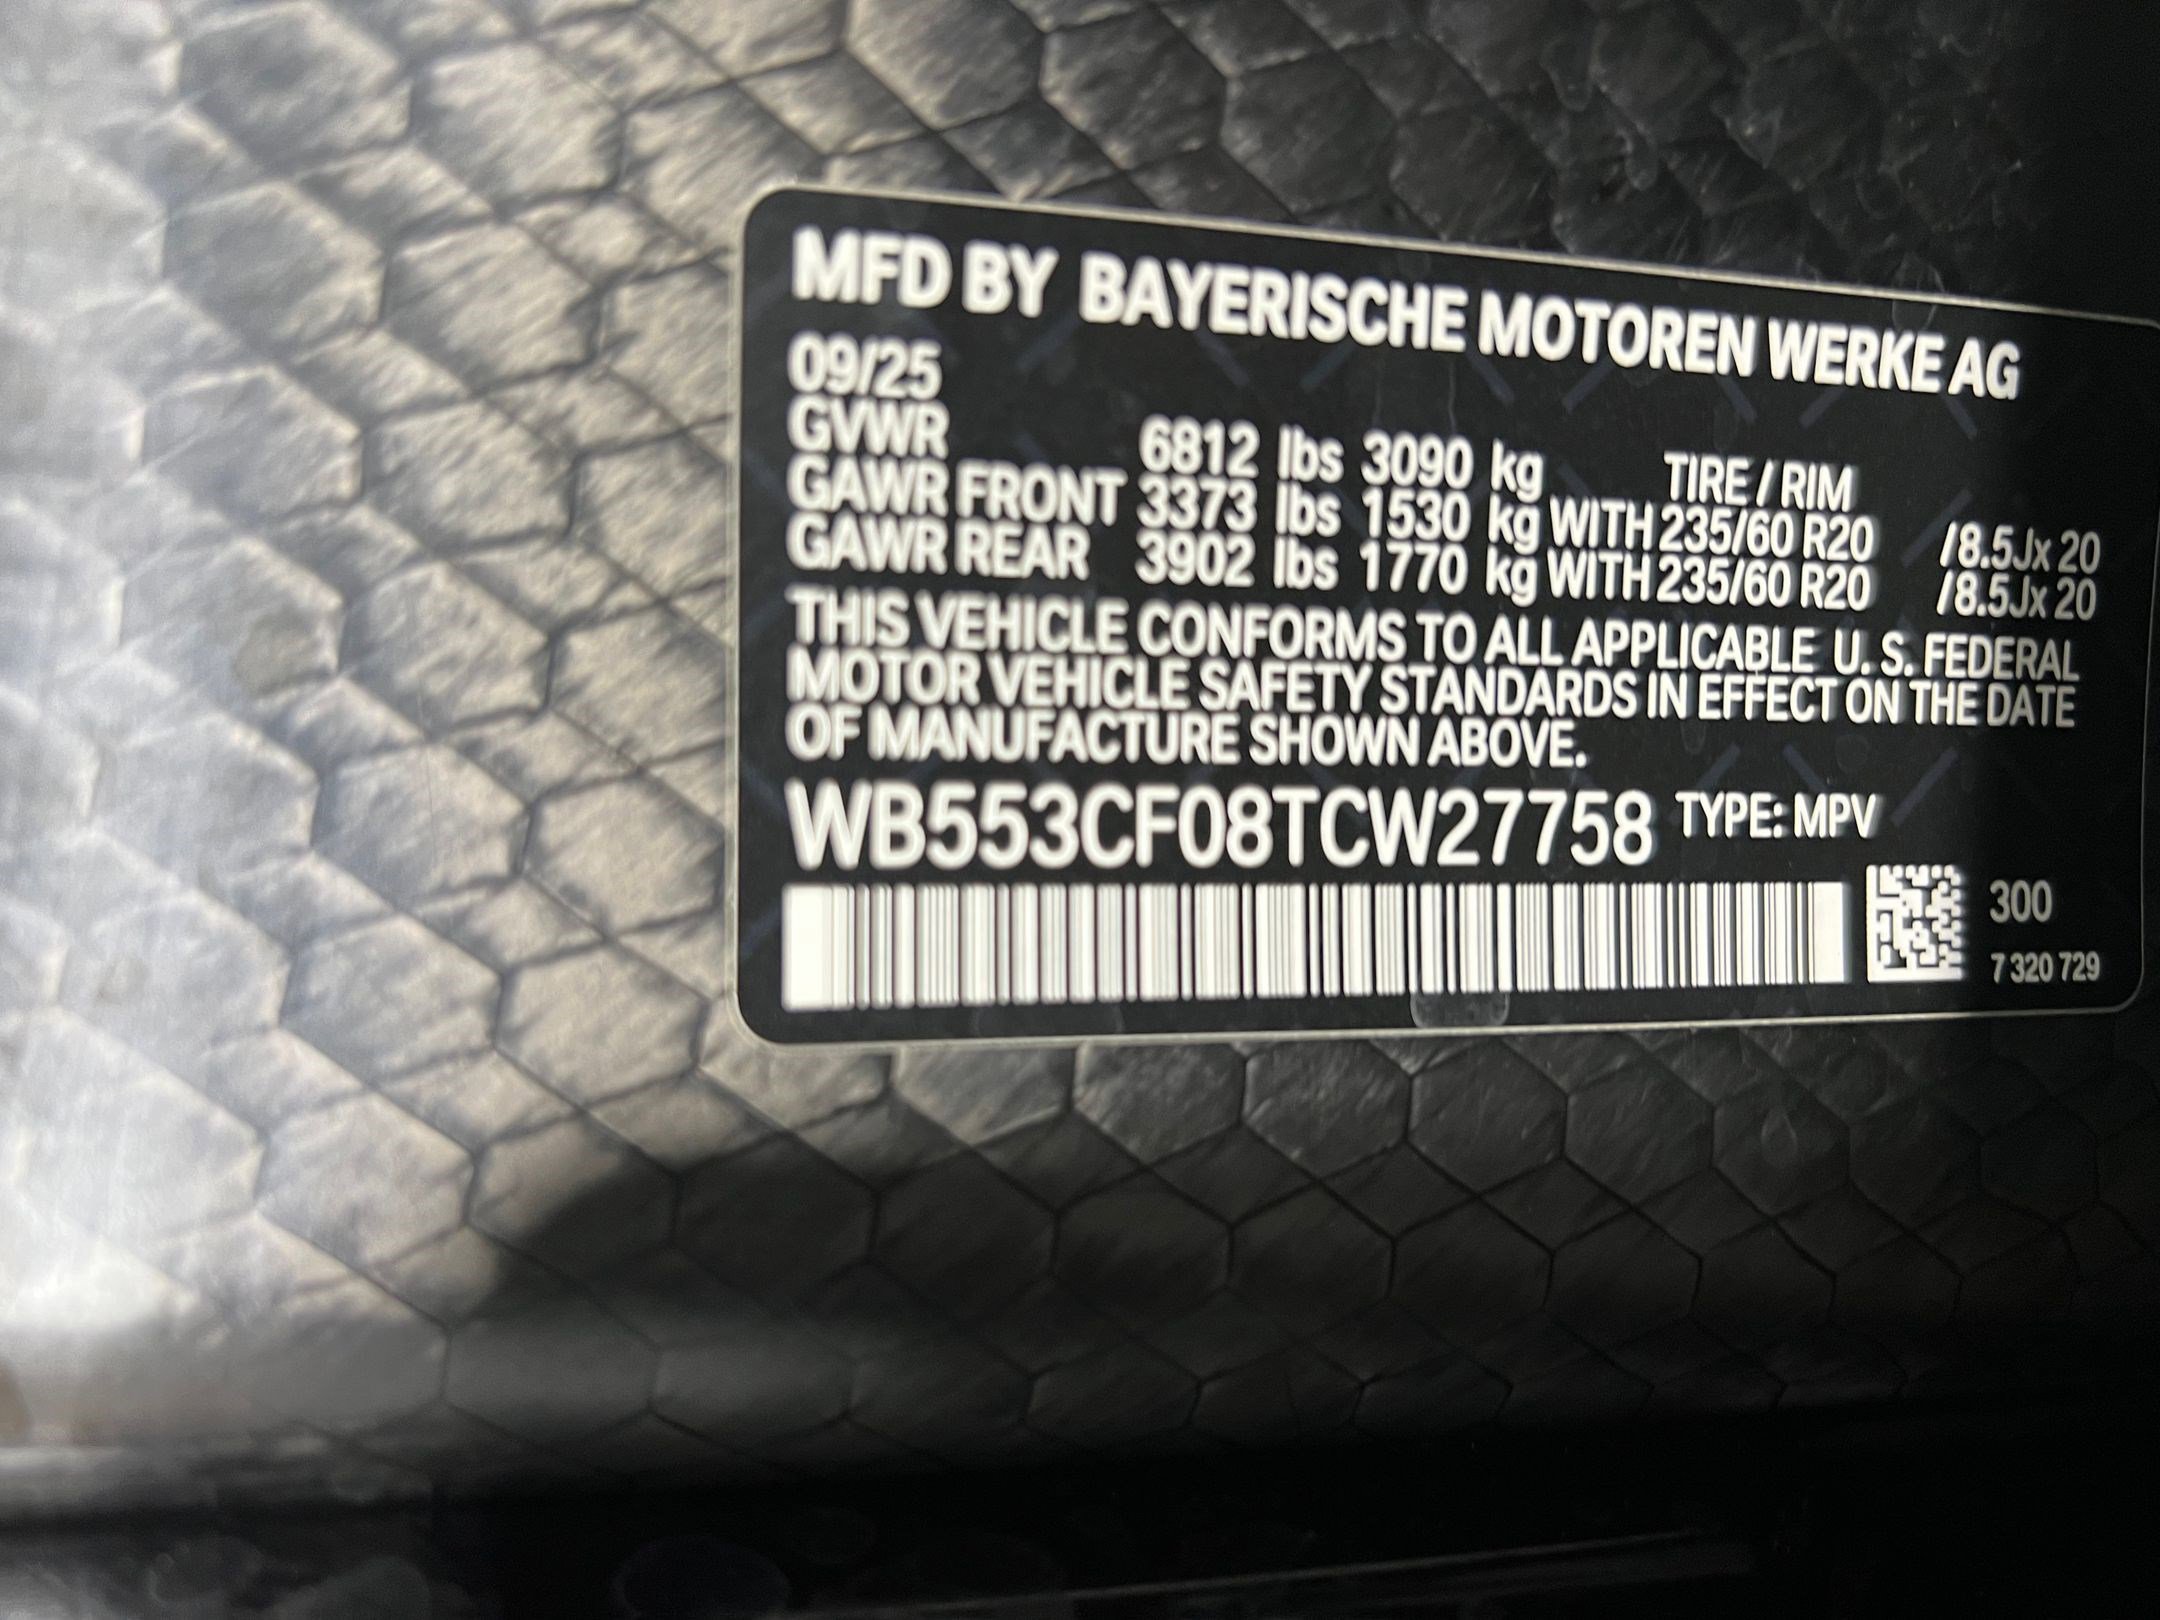 MFD BY BAYERISCHE MOTOREN WERKE AG
09/25
GVWR 6812 lbs 3090 kg TIRE / RIM
GAWR FRONT 3373 lbs 1530 kg WITH 235/60 R20 /8.5Jx 20
GAWR REAR 3902 lbs 1770 kg WITH 235/60 R20 /8.5Jx 20
THIS VEHICLE CONFORMS TO ALL APPLICABLE U. S. FEDERAL
MOTOR VEHICLE SAFETY STANDARDS IN EFFECT ON THE DATE
OF MANUFACTURE SHOWN ABOVE.
WB553CF08TCW27758 TYPE: MPV
300
7 320 729